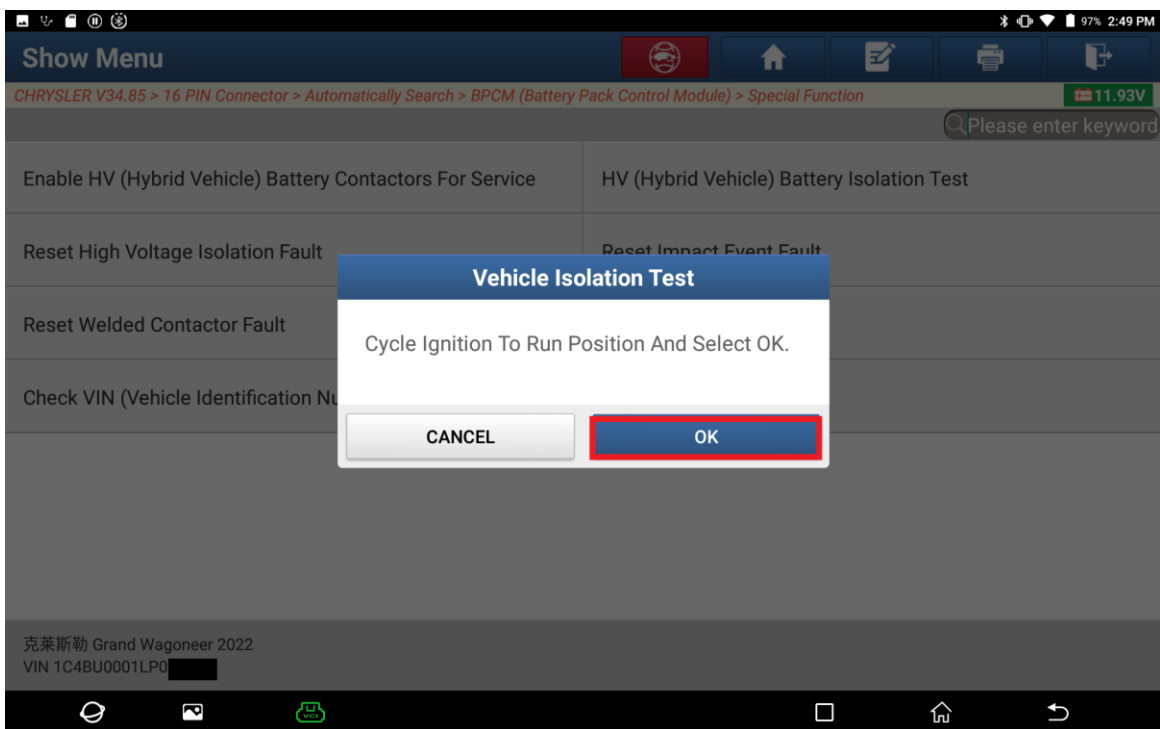 97% 2:49 PM
Show Menu
CHRYSLER V34.85 > 16 PIN Connector > Automatically Search > BPCM (Battery Pack Control Module) > Special Function
11.93V
Please enter keyword
Enable HV (Hybrid Vehicle) Battery Contactors For Service
HV (Hybrid Vehicle) Battery Isolation Test
Reset High Voltage Isolation Fault
Reset Impact Event Fault
Vehicle Isolation Test
Reset Welded Contactor Fault
Cycle Ignition To Run Position And Select OK.
Check VIN (Vehicle Identification Nu
CANCEL
OK
克莱斯勒 Grand Wagoneer 2022
VIN 1C4BU0001LP0
VCI